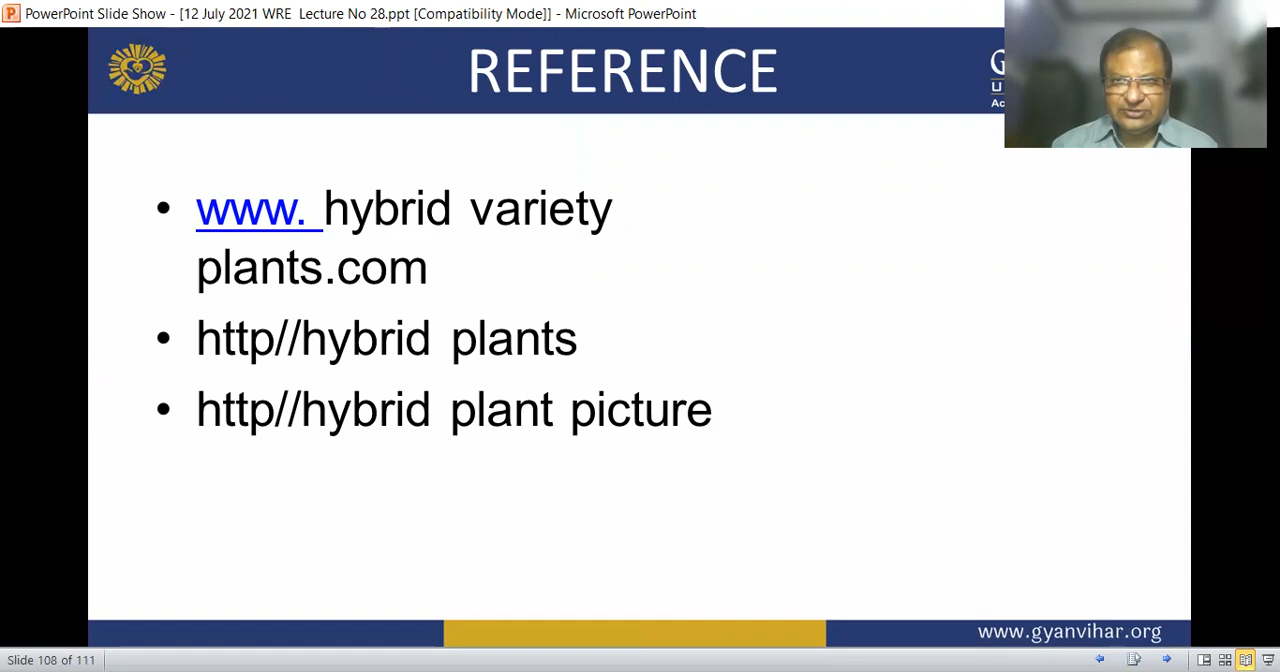 PowerPoint Slide Show - [12 July 2021 WRE  Lecture No 28.ppt [Compatibility Mode]] - Microsoft PowerPoint
REFERENCE
G
U
Ac
• www. hybrid variety
plants.com
• http//hybrid plants
• http//hybrid plant picture
www.gyanvihar.org
Slide 108 of 111